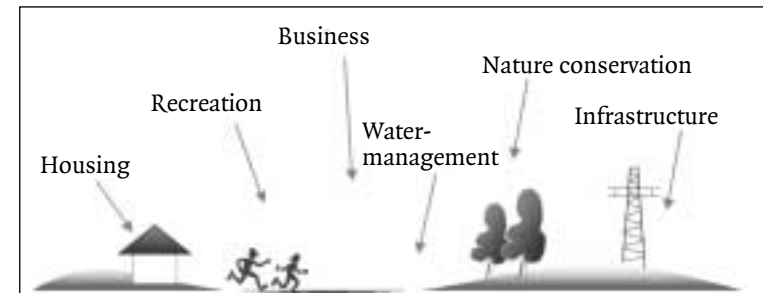 Business
Nature conservation
Recreation
Infrastructure
Water-
management
Housing